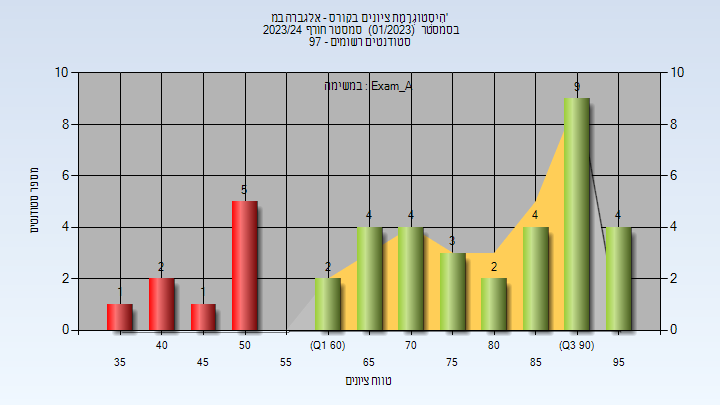 היסטוגרמת ציונים בקורס - אלגברה במ'
בסמסטר (01/2023) סמסטר חורף 2023/24
סטודנטים רשומים - 97
במשימה : Exam_A
10 10
8 8
6 6
4 4
2 2
0 0
מספר סטודנטים
1 2 1 5 2 4 4 3 2 4 9 4
40 50 (Q1 60) 70 80 (Q3 90)
35 45 55 65 75 85 95
טווח ציונים